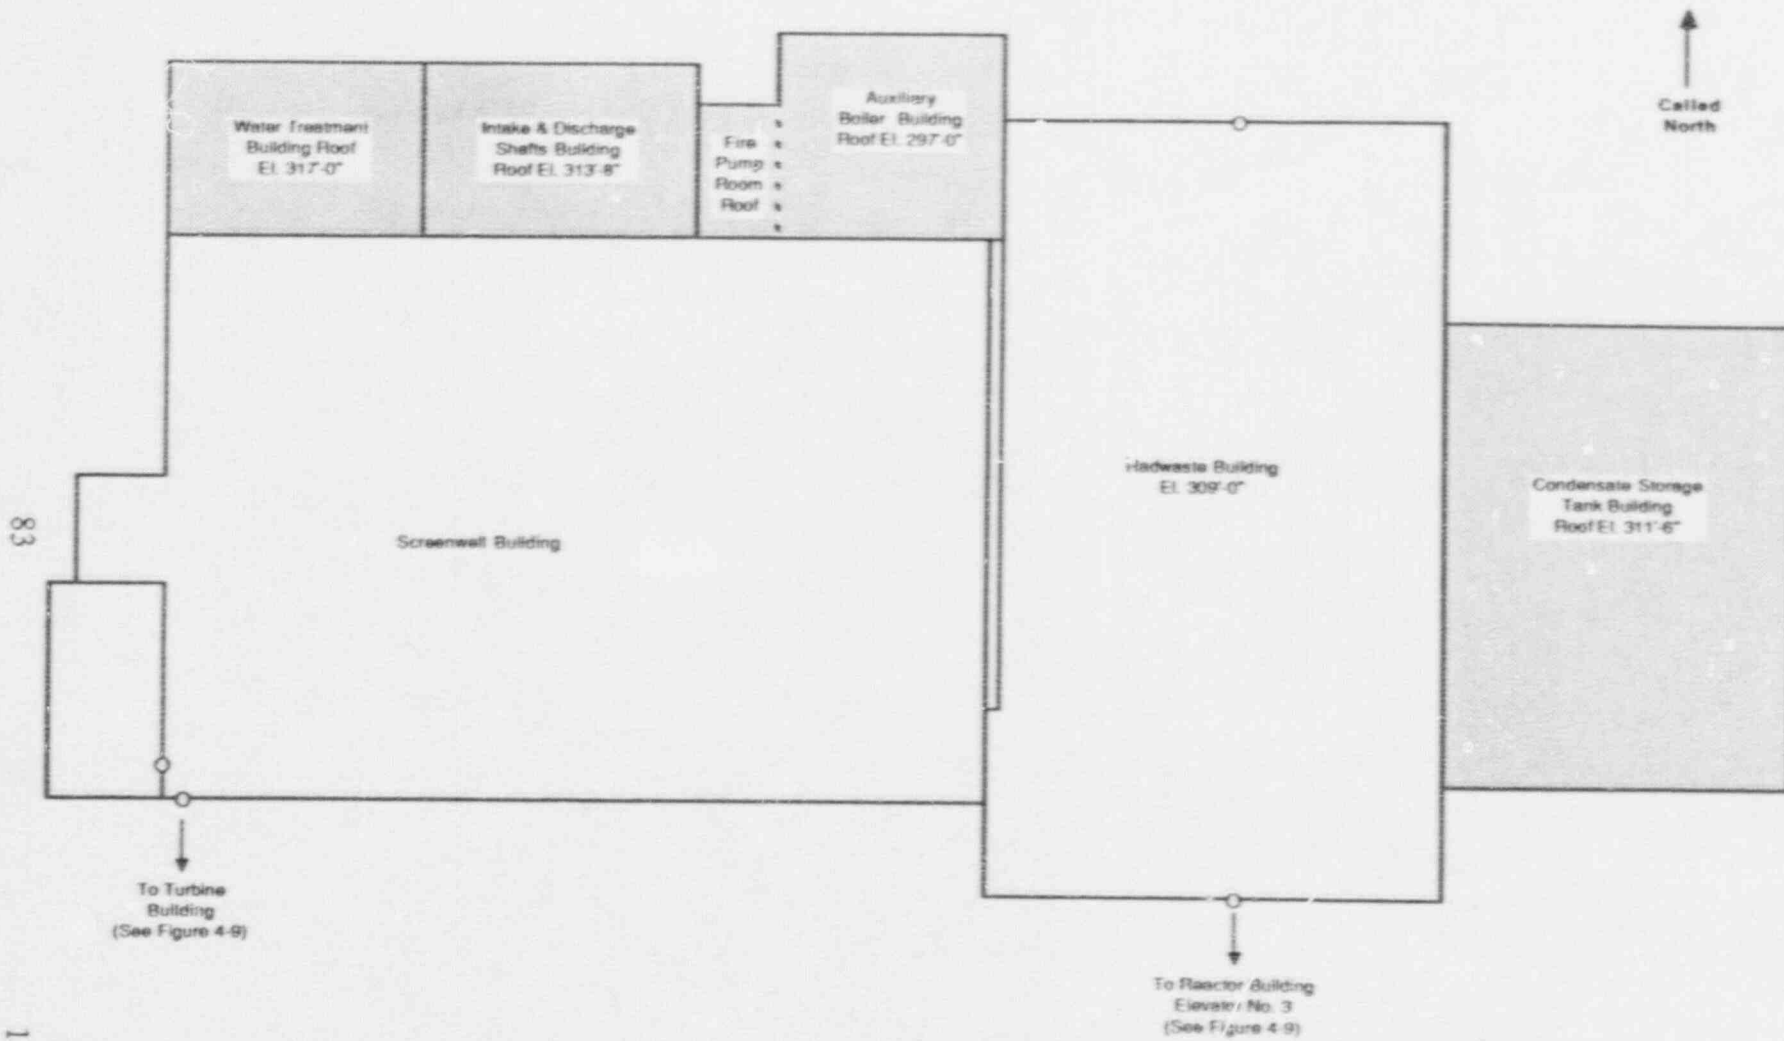 Called
North
Water Treatment
Building Roof
El. 317'-0"
Intake & Discharge
Shafts Building
Roof El. 313'-8"
Fire
Pump
Room
Roof
Auxiliary
Boiler Building
Roof El. 297'-0"
Screenwell Building
Radwaste Building
El. 309'-0"
Condensate Storage
Tank Building
Roof El. 311'-6"
83
To Turbine
Building
(See Figure 4-9)
To Reactor Building
Elevator No. 3
(See Figure 4-9)
1